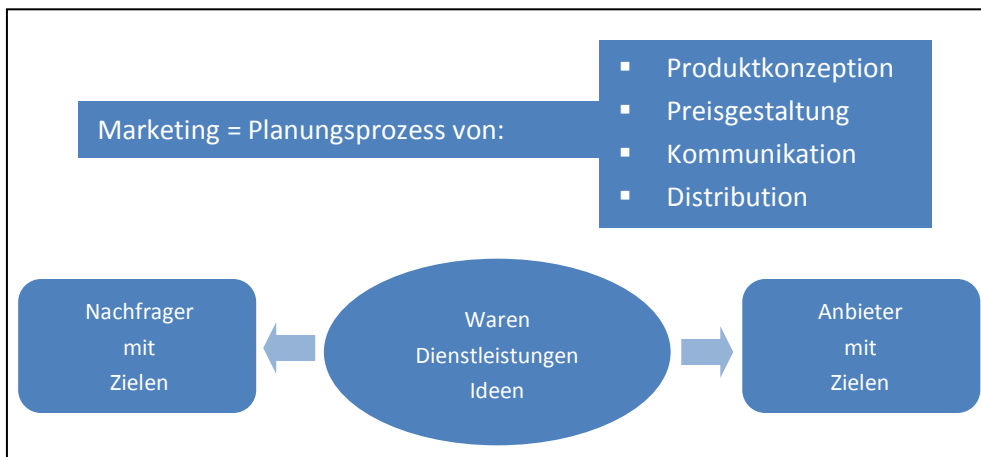 Marketing = Planungsprozess von:
▪ Produktkonzeption
▪ Preisgestaltung
▪ Kommunikation
▪ Distribution
Nachfrager
mit
Zielen
Waren
Dienstleistungen
Ideen
Anbieter
mit
Zielen